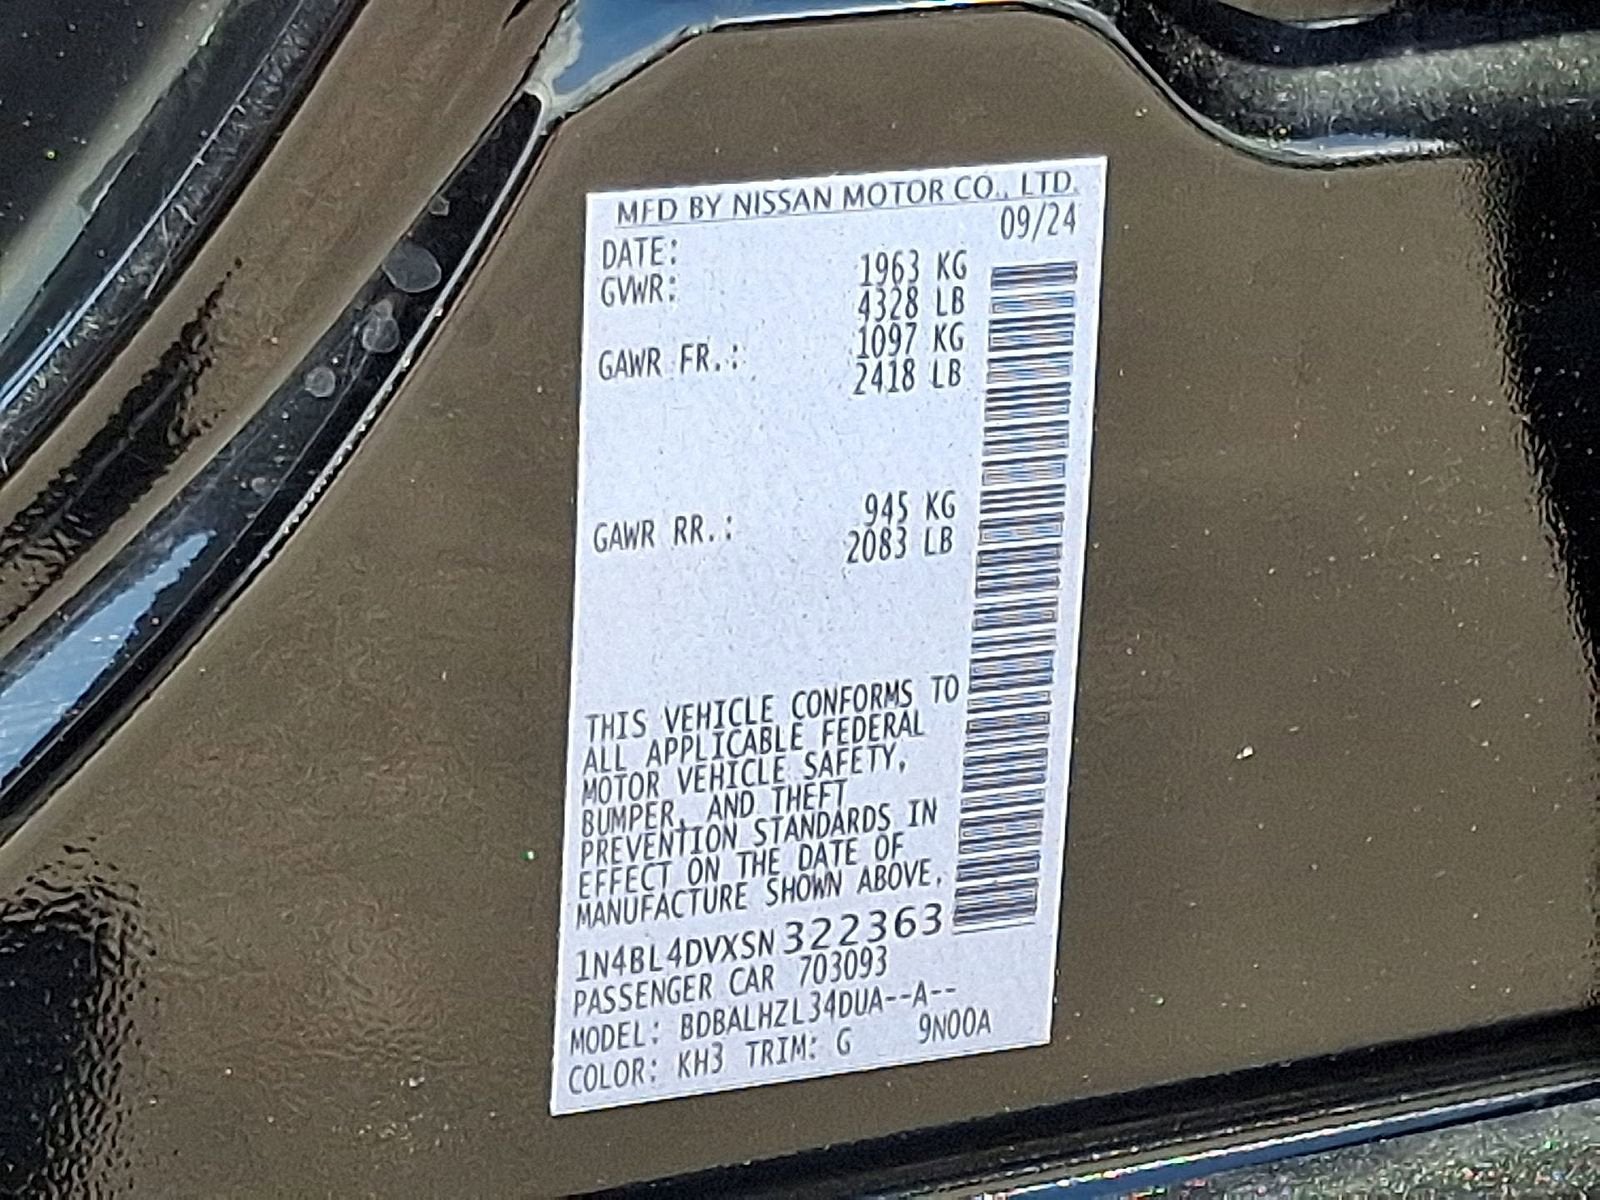 MFD BY NISSAN MOTOR CO., LTD.
DATE: 09/24
GVWR: 1963 KG
4328 LB
GAWR FR.: 1097 KG
2418 LB
GAWR RR.: 945 KG
2083 LB
THIS VEHICLE CONFORMS TO
ALL APPLICABLE FEDERAL
MOTOR VEHICLE SAFETY,
BUMPER, AND THEFT
PREVENTION STANDARDS IN
EFFECT ON THE DATE OF
MANUFACTURE SHOWN ABOVE.
1N4BL4DVXSN322363
PASSENGER CAR 703093
MODEL: BDBALHZL34DUA--A--
COLOR: KH3 TRIM: G 9N00A